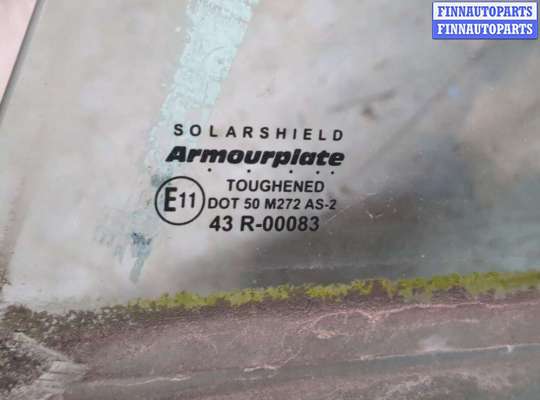 FINNAUTOPARTS
FINNAUTOPARTS
SOLARSHIELD
Armourplate
TOUGHENED
E11
DOT 50 M272 AS-2
43 R-00083